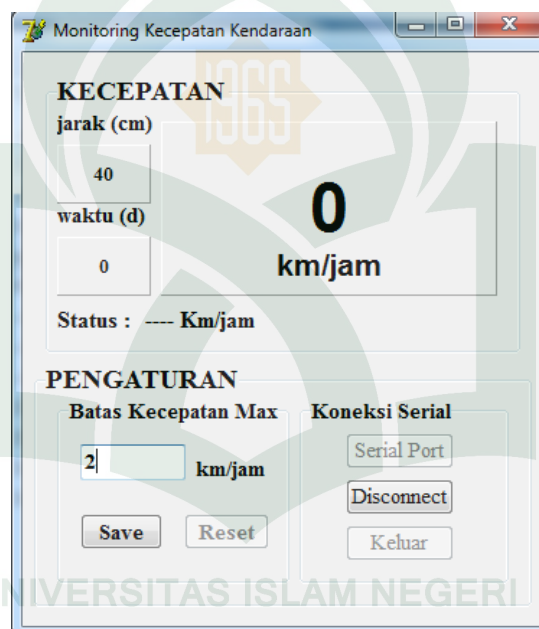 Monitoring Kecepatan Kendaraan
1965
KECEPATAN
jarak (cm)
40
waktu (d)
0
0
km/jam
Status : ---- Km/jam
PENGATURAN
Batas Kecepatan Max
2
km/jam
Save
Reset
Koneksi Serial
Serial Port
Disconnect
Keluar
NIVERSITAS ISLAM NEGERI